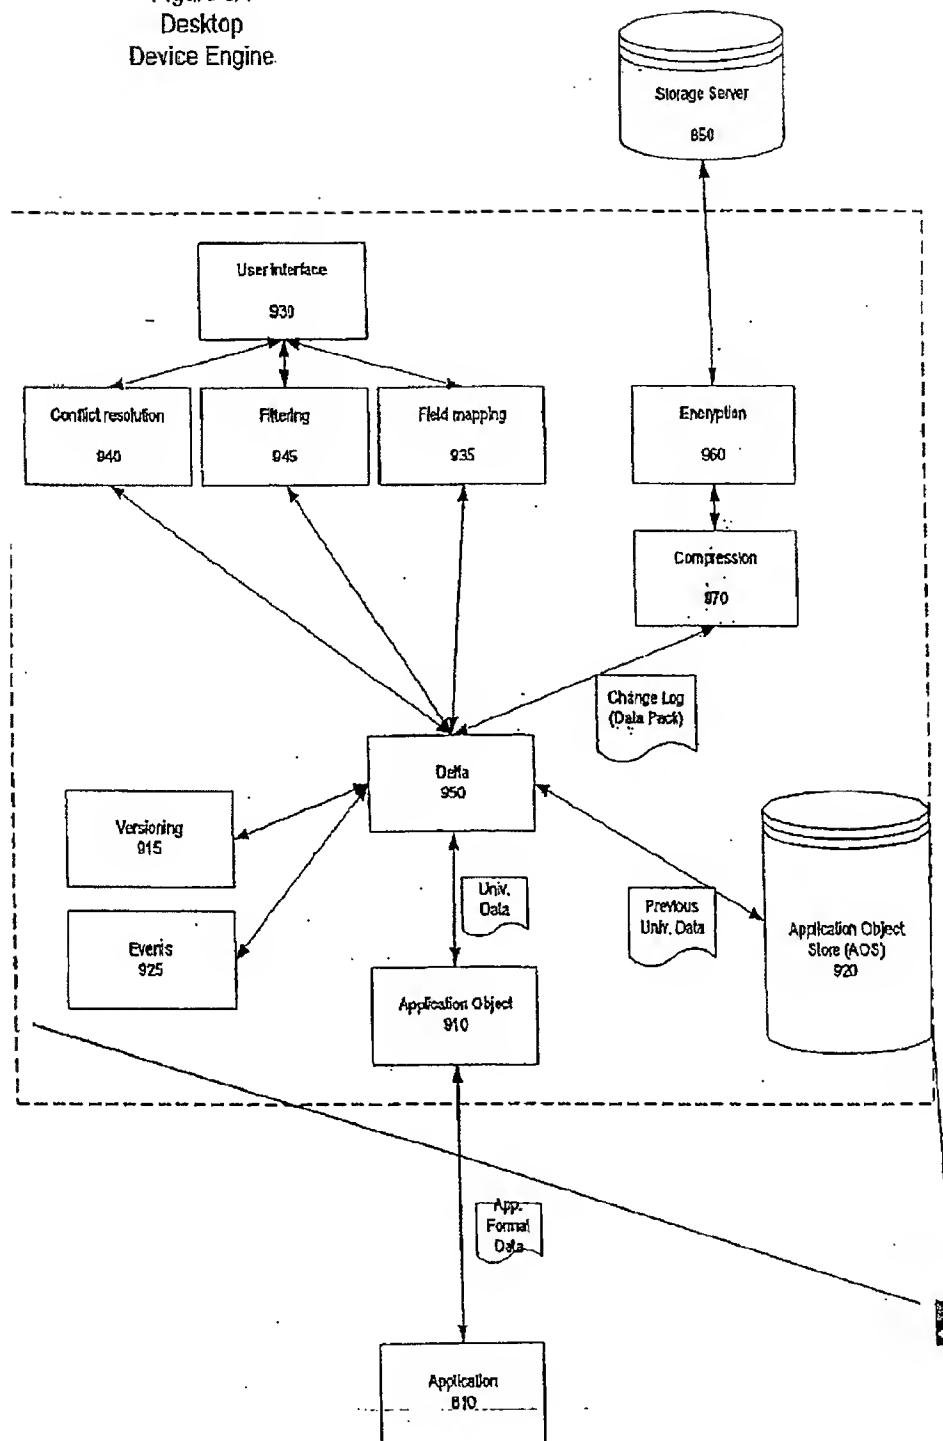 Desktop
Device Engine
Storage Server
850
User interface
930
Conflict resolution
940
Filtering
945
Field mapping
935
Encryption
960
Compression
970
Change Log
(Data Pack)
Delta
950
Versioning
915
Events
925
Univ.
Data
Previous
Univ. Data
Application Object
Store (AOS)
920
Application Object
910
App.
Format
Data
Application
810